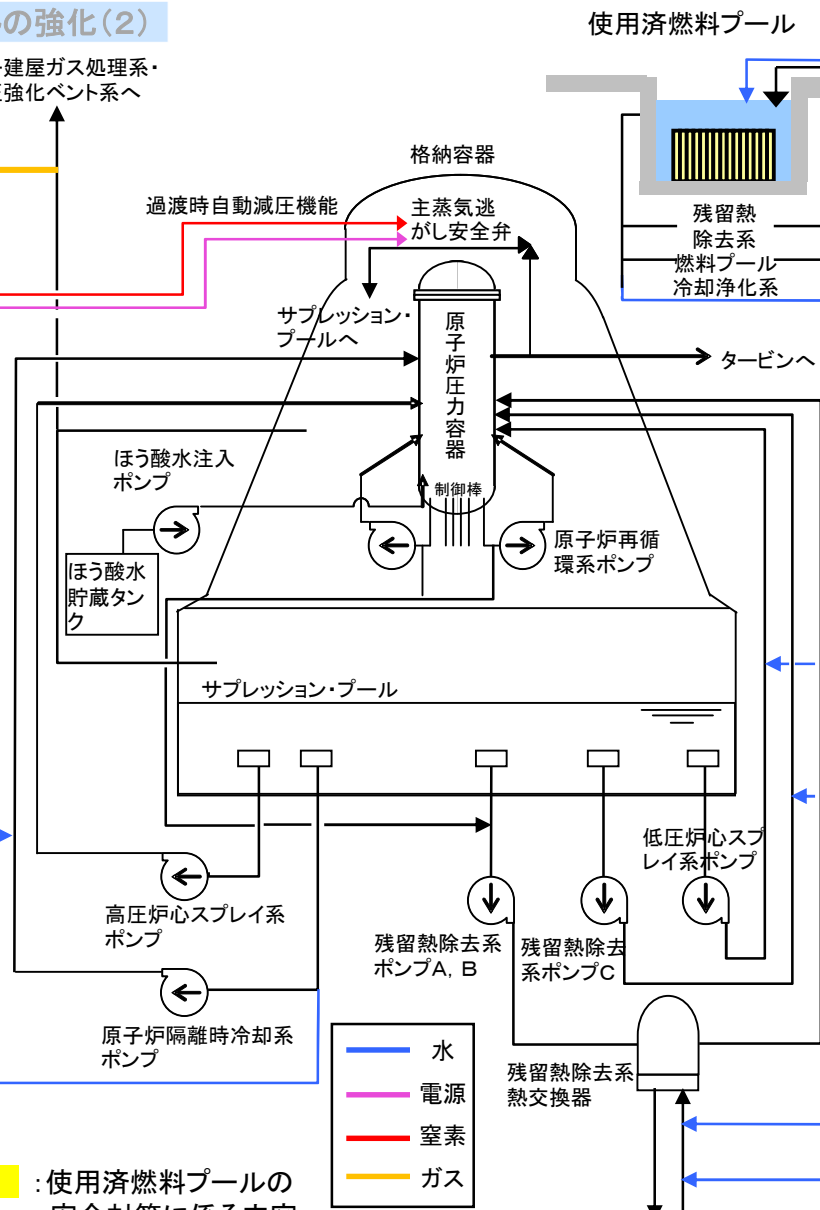 の強化(2)
使用済燃料プール
建屋ガス処理系・
強化ベント系へ
格納容器
過渡時自動減圧機能
主蒸気逃
がし安全弁
残留熱
除去系
燃料プール
冷却浄化系
サプレッション・
プールへ
原子炉圧力容器
タービンへ
ほう酸水注入
ポンプ
制御棒
原子炉再循
環系ポンプ
ほう酸水
貯蔵タン
ク
サプレッション・プール
低圧炉心スプ
レイ系ポンプ
高圧炉心スプレイ系
ポンプ
残留熱除去系
ポンプA, B
残留熱除去
系ポンプC
原子炉隔離時冷却系
ポンプ
残留熱除去系
熱交換器
水
電源
窒素
ガス
:使用済燃料プールの